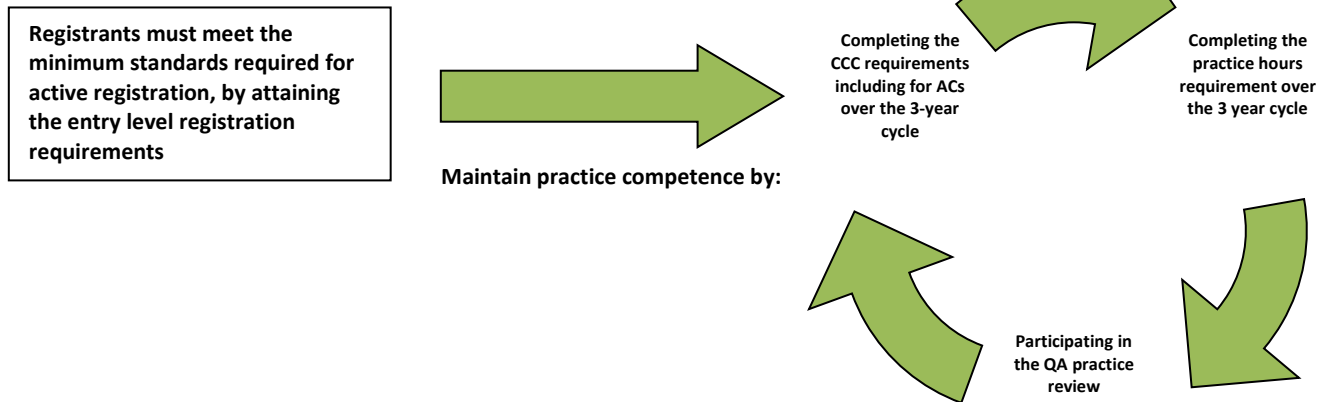 Registrants must meet the
minimum standards required for
active registration, by attaining
the entry level registration
requirements
Maintain practice competence by:
Completing the
CCC requirements
including for ACs
over the 3-year
cycle
Completing the
practice hours
requirement over
the 3 year cycle
Participating in
the QA practice
review